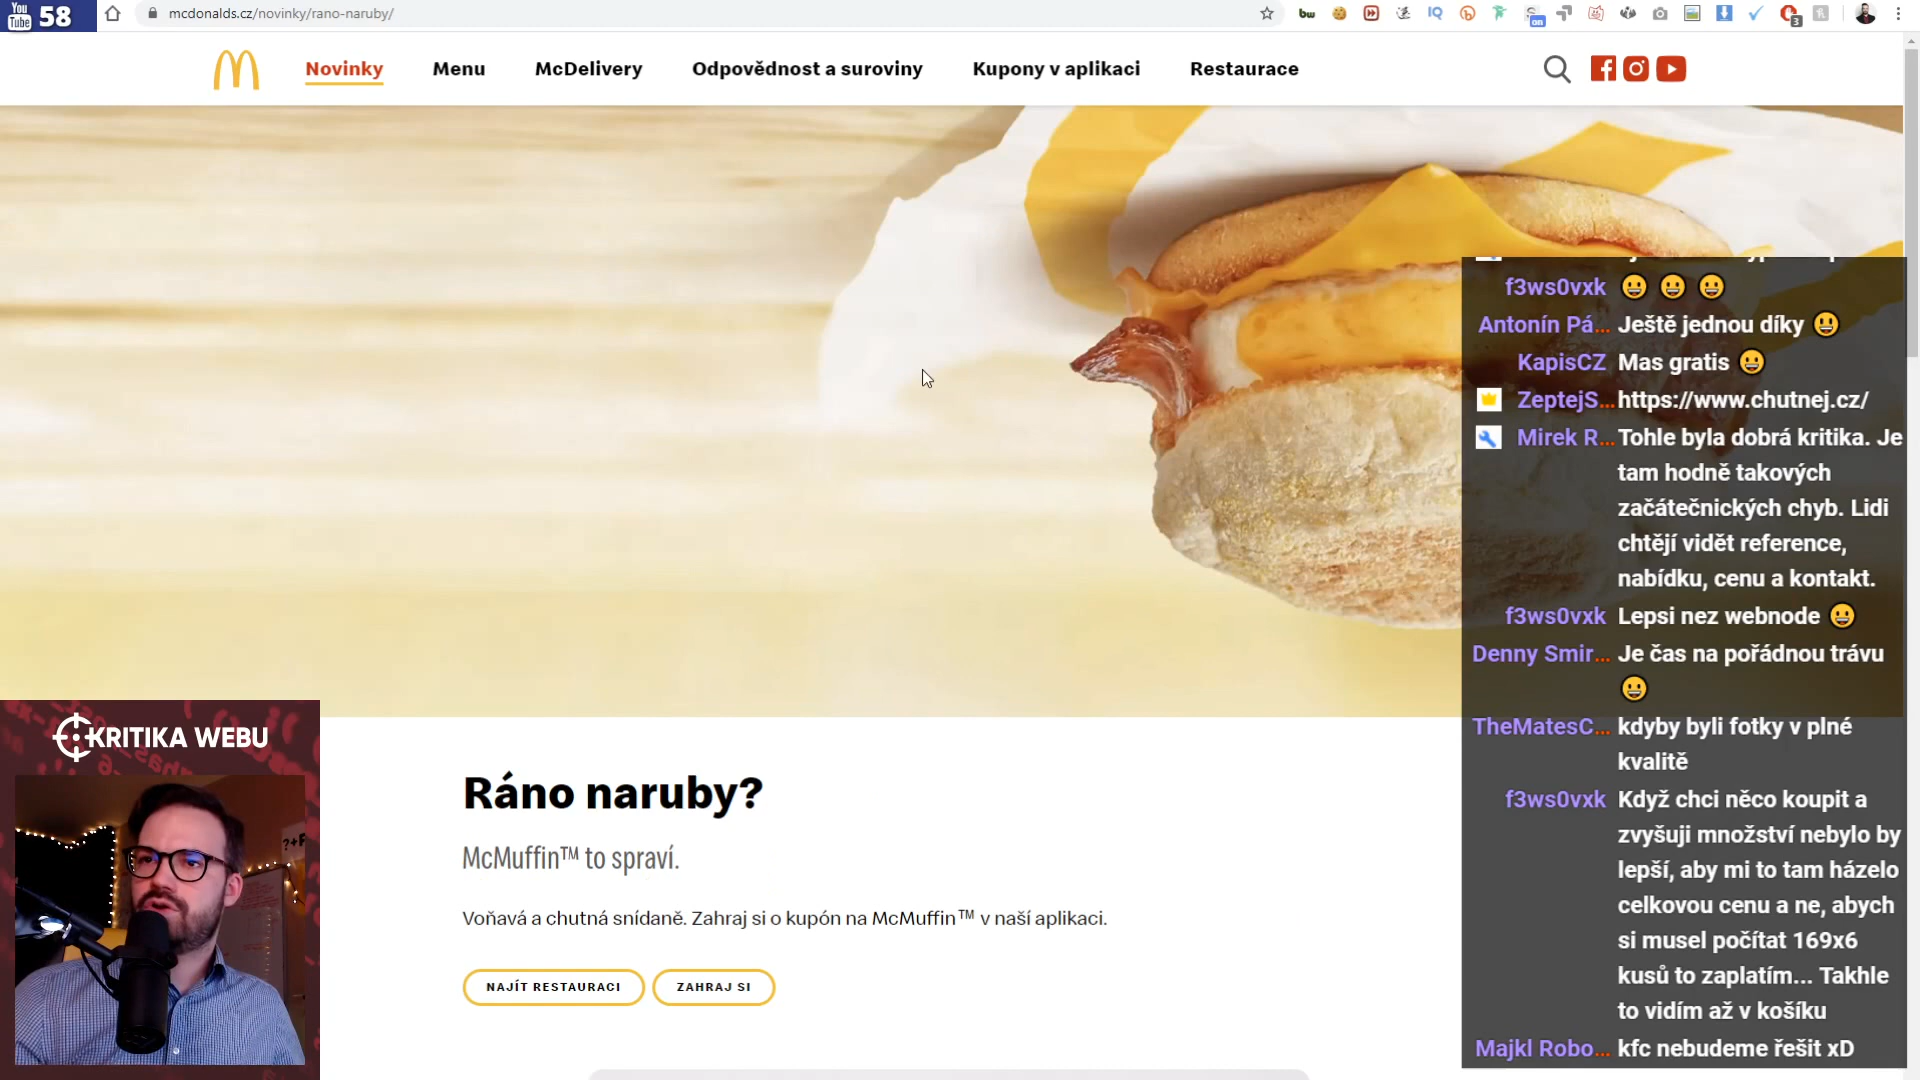 You
Tube 58
mcdonalds.cz/novinky/rano-naruby/
Novinky Menu McDelivery Odpovědnost a suroviny Kupony v aplikaci Restaurace
f3ws0vxk 😀 😀 😀
Antonín Pá... Ještě jednou díky 😃
KapisCZ Mas gratis 😀
ZeptejS... https://www.chutnej.cz/
Mirek R... Tohle byla dobrá kritika. Je
tam hodně takových
začátečnických chyb. Lidi
chtějí vidět reference,
nabídku, cenu a kontakt.
f3ws0vxk Lepsi nez webnode 😀
Denny Smir... Je čas na pořádnou trávu
😀
TheMatesC... kdyby byli fotky v plné
kvalitě
f3ws0vxk Když chci něco koupit a
zvyšuji množství nebylo by
lepší, aby mi to tam házelo
celkovou cenu a ne, abych
si musel počítat 169x6
kusů to zaplatím... Takhle
to vidím až v košíku
Majkl Robo... kfc nebudeme řešit xD
KRITIKA WEBU
Ráno naruby?
McMuffin™ to spraví.
Voňavá a chutná snídaně. Zahraj si o kupón na McMuffin™ v naší aplikaci.
NAJÍT RESTAURACI ZAHRAJ SI